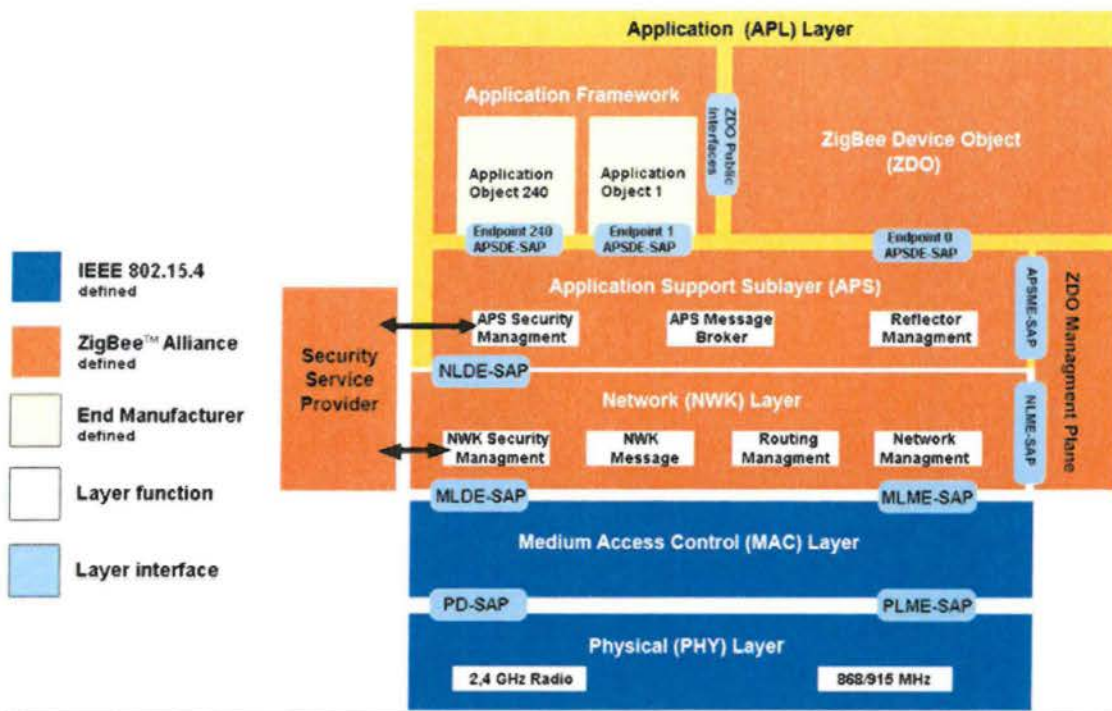 Application (APL) Layer
Application Framework
ZDO Public
Interfaces
ZigBee Device Object
(ZDO)
Application
Object 240
Application
Object 1
Endpoint 240
APSDE-SAP
Endpoint 1
APSDE-SAP
Endpoint 0
APSDE-SAP
IEEE 802.15.4
defined
ZigBee™ Alliance
defined
End Manufacturer
defined
Layer function
Layer interface
Security
Service
Provider
Application Support Sublayer (APS)
APS Security
Managment
APS Message
Broker
Reflector
Managment
APSME-SAP
ZDO Managment Plane
NLDE-SAP
Network (NWK) Layer
NWK Security
Managment
NWK
Message
Routing
Managment
Network
Managment
NLME-SAP
MLDE-SAP
MLME-SAP
Medium Access Control (MAC) Layer
PD-SAP
PLME-SAP
Physical (PHY) Layer
2,4 GHz Radio
868/915 MHz